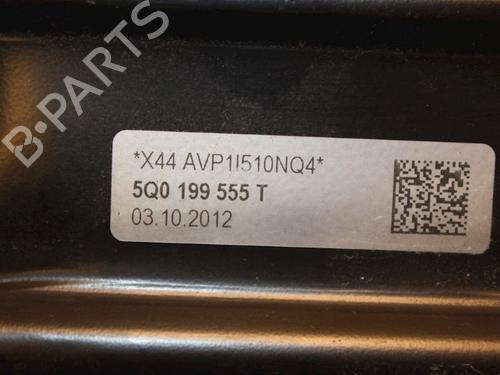 B-PARTS
*X44 AVP1I510NQ4*
5Q0 199 555 T
03.10.2012